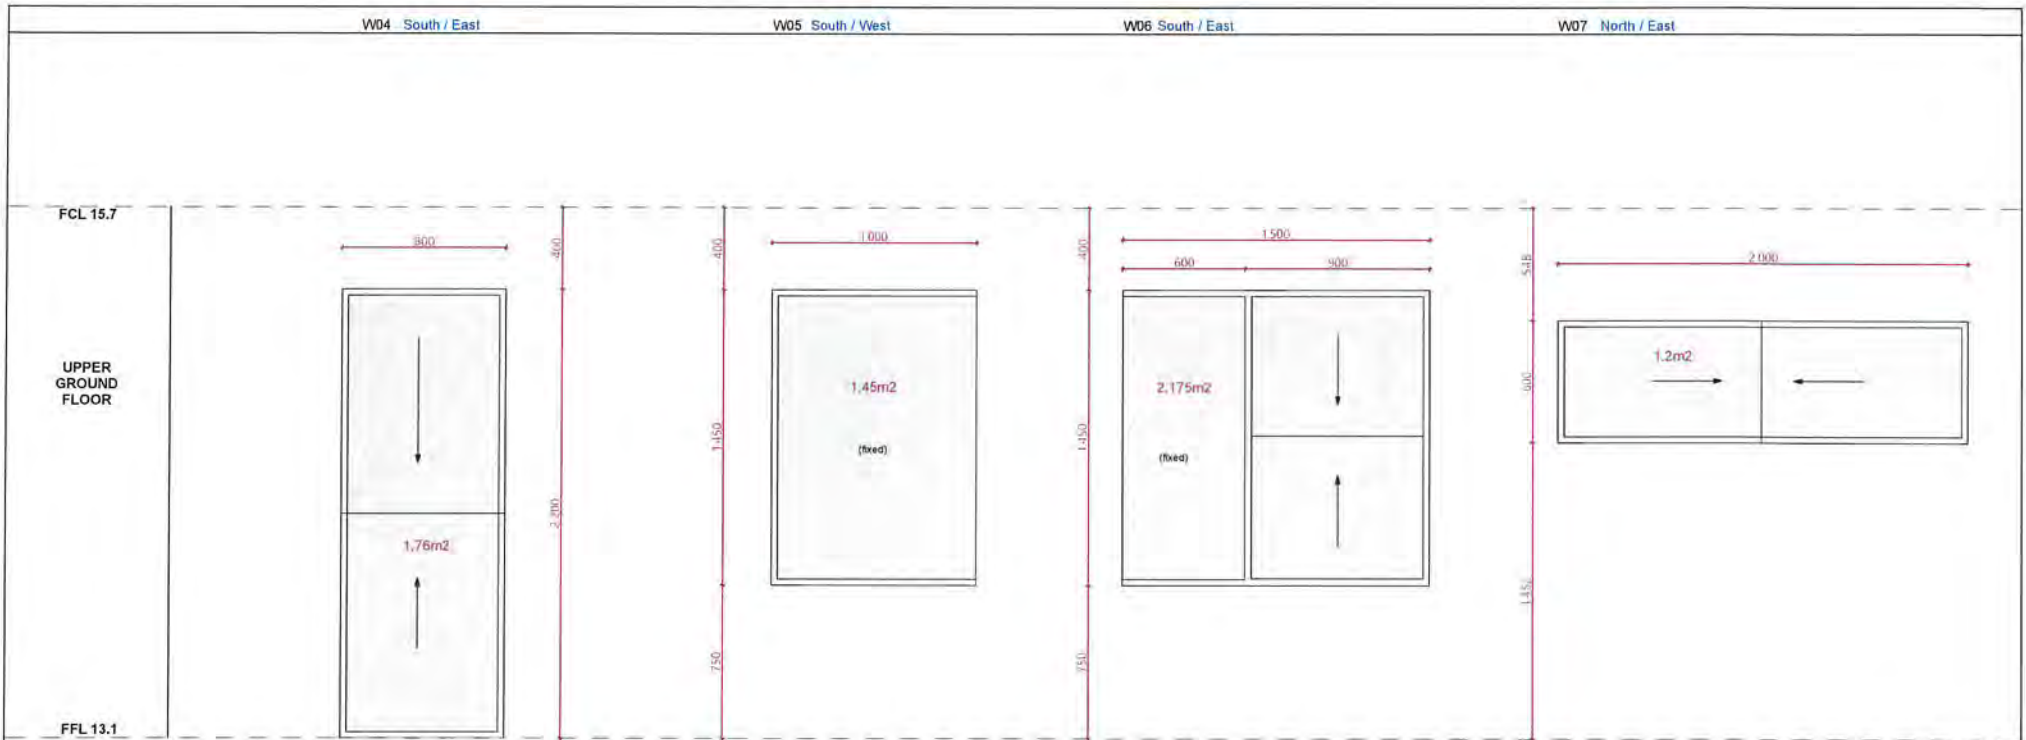 W04 South / East
W05 South / West
W06 South / East
W07 North / East
FCL 15.7
UPPER
GROUND
FLOOR
FFL 13.1
800
400
2.200
1.76m2
400
1.000
1.450
750
1.45m2
(fixed)
400
1.500
600
900
1.450
750
2.175m2
(fixed)
548
2.000
600
1.452
1.2m2